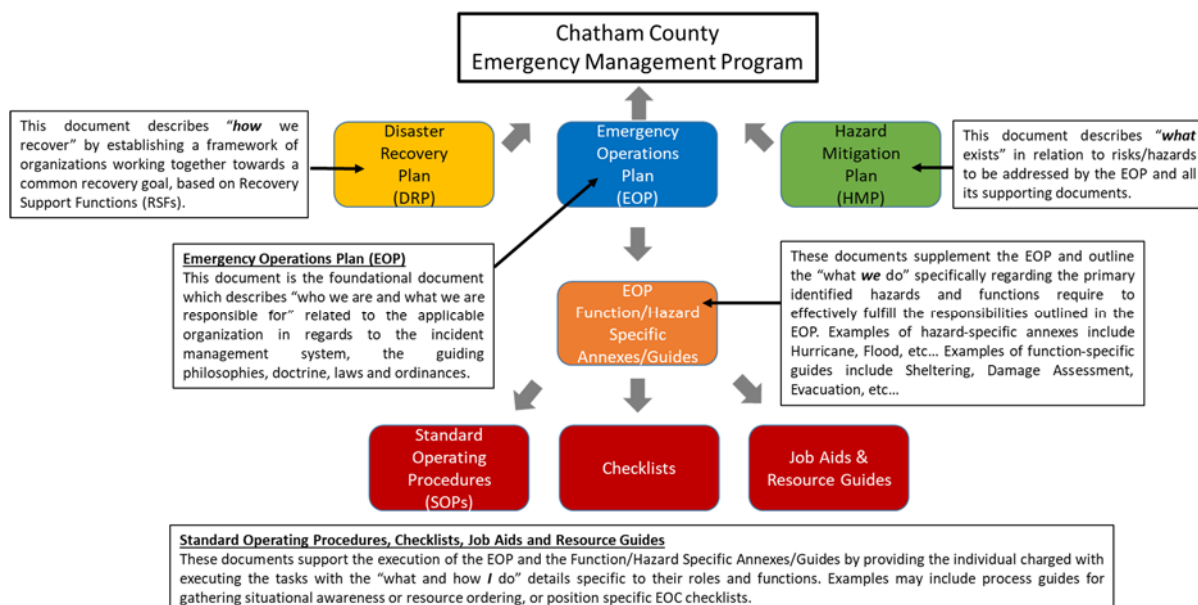 Chatham County
Emergency Management Program
This document describes "how we
recover" by establishing a framework of
organizations working together towards a
common recovery goal, based on Recovery
Support Functions (RSFs).
Disaster
Recovery
Plan
(DRP)
Emergency
Operations
Plan
(EOP)
Hazard
Mitigation
Plan
(HMP)
This document describes "what
exists" in relation to risks/hazards
to be addressed by the EOP and all
its supporting documents.
Emergency Operations Plan (EOP)
This document is the foundational document
which describes "who we are and what we are
responsible for" related to the applicable
organization in regards to the incident
management system, the guiding
philosophies, doctrine, laws and ordinances.
EOP
Function/Hazard
Specific
Annexes/Guides
These documents supplement the EOP and outline
the "what we do" specifically regarding the primary
identified hazards and functions require to
effectively fulfill the responsibilities outlined in the
EOP. Examples of hazard-specific annexes include
Hurricane, Flood, etc... Examples of function-specific
guides include Sheltering, Damage Assessment,
Evacuation, etc...
Standard
Operating
Procedures
(SOPs)
Checklists
Job Aids &
Resource Guides
Standard Operating Procedures, Checklists, Job Aids and Resource Guides
These documents support the execution of the EOP and the Function/Hazard Specific Annexes/Guides by providing the individual charged with
executing the tasks with the "what and how I do" details specific to their roles and functions. Examples may include process guides for
gathering situational awareness or resource ordering, or position specific EOC checklists.